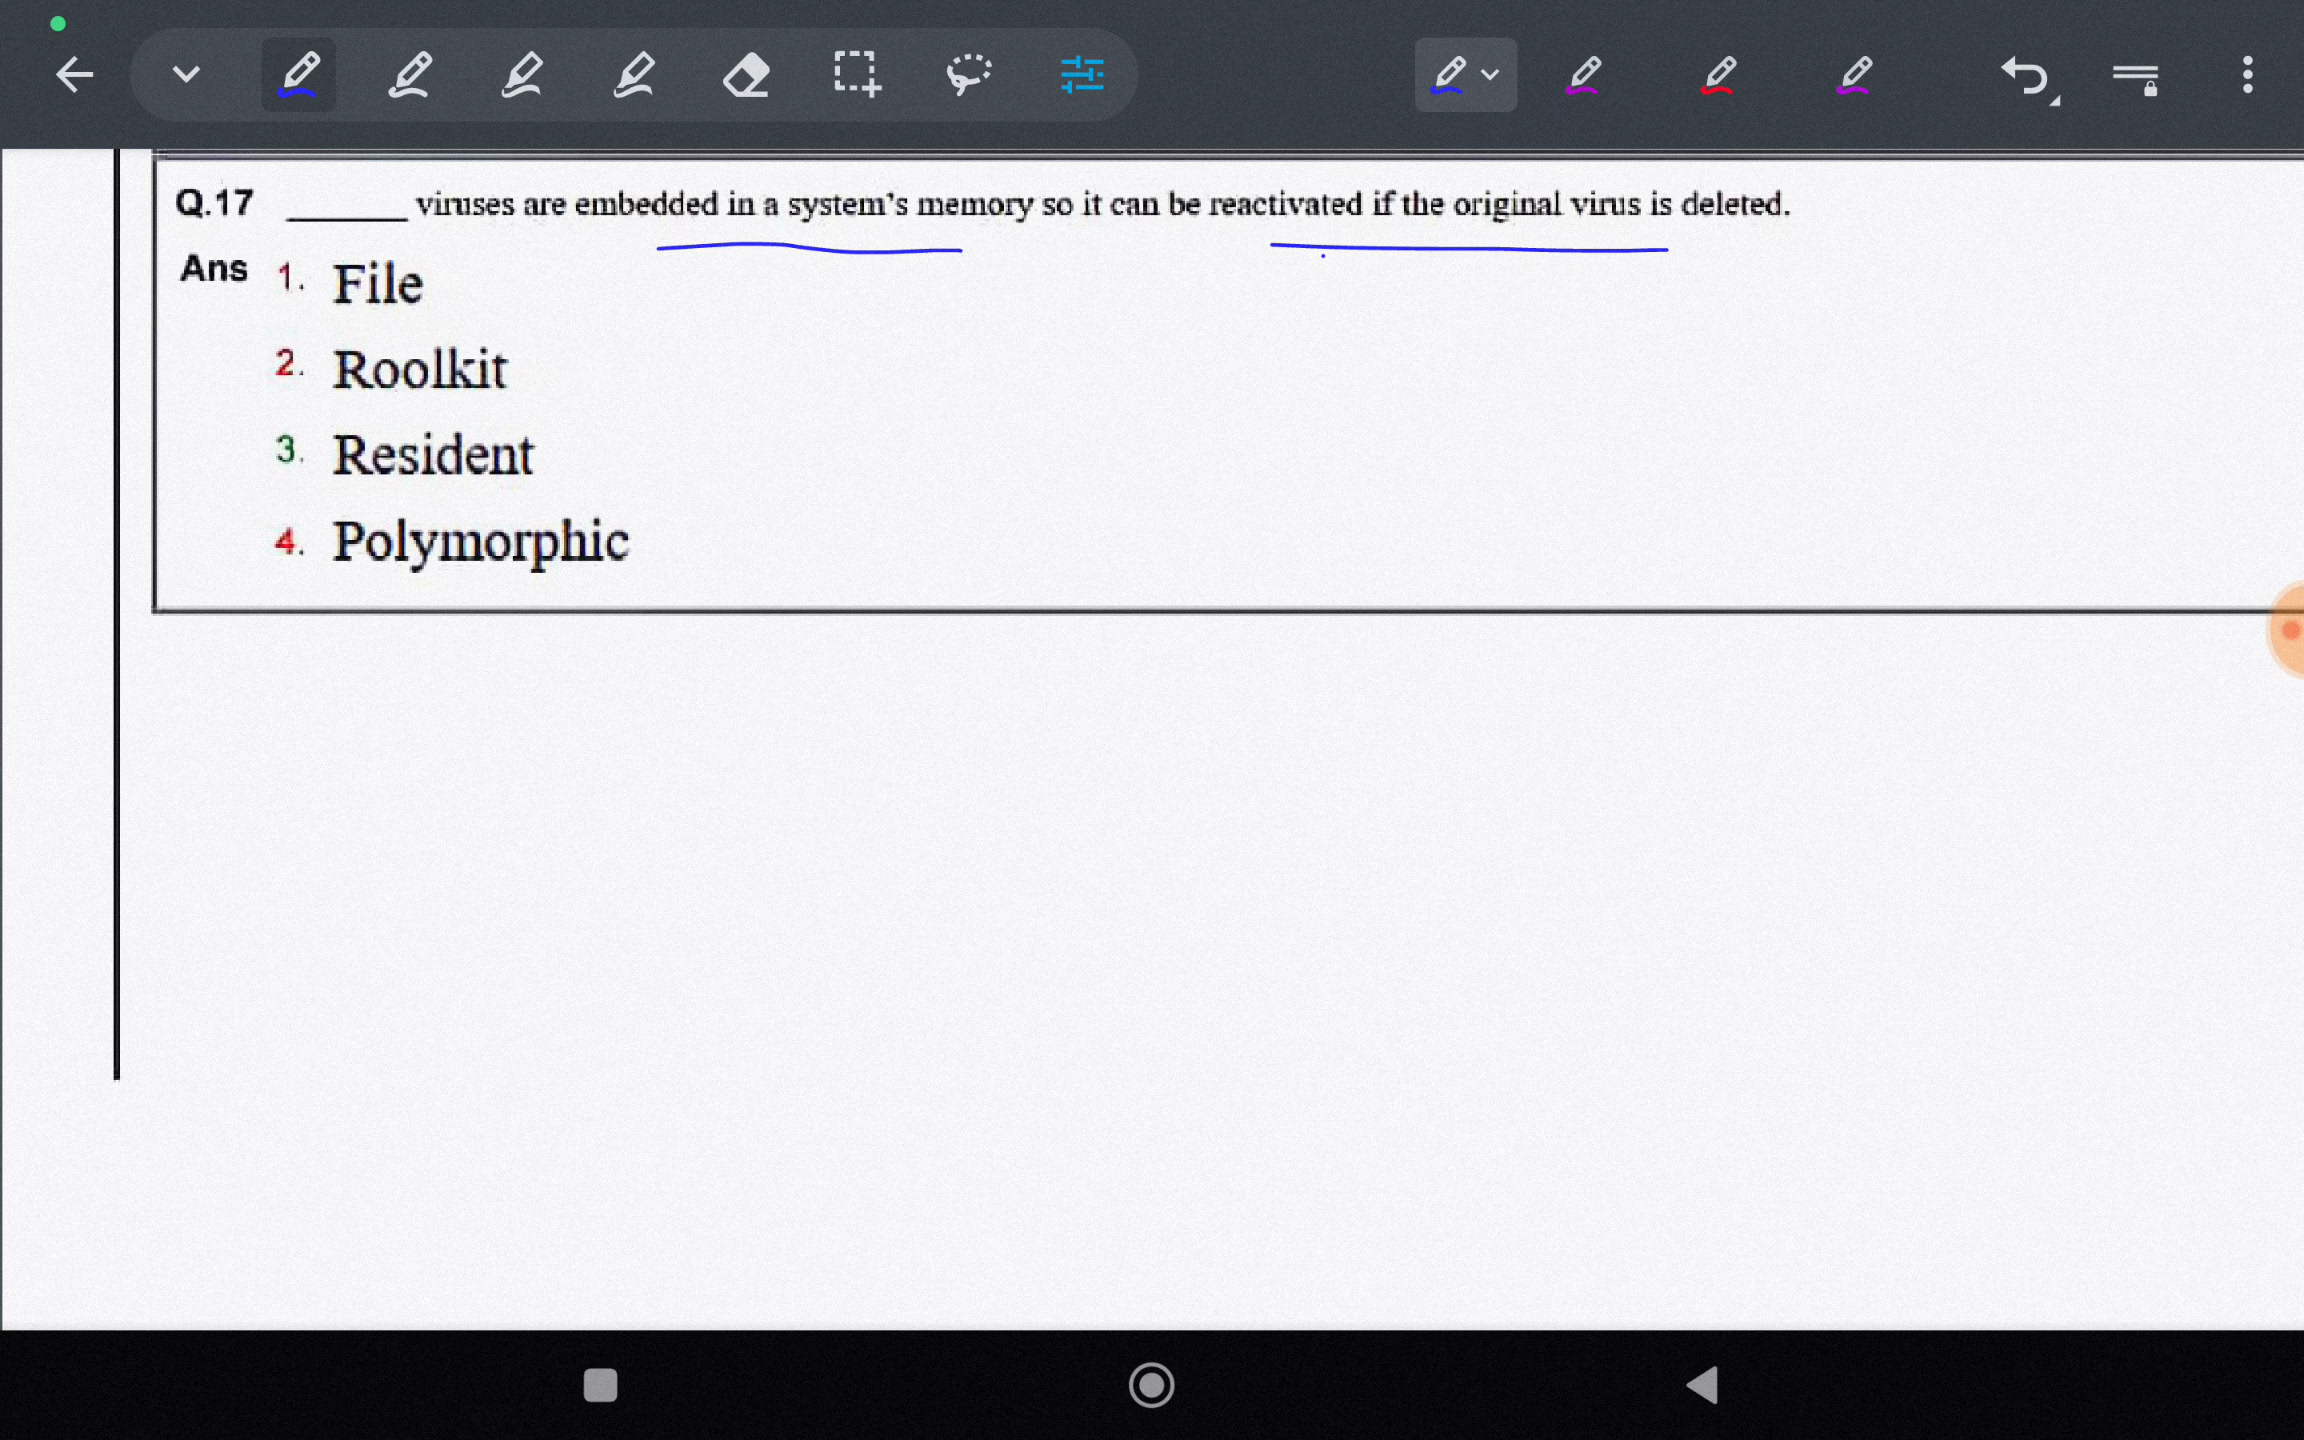 Q.17 ______ viruses are embedded in a system's memory so it can be reactivated if the original virus is deleted.
Ans 1. File
2. Roolkit
3. Resident
4. Polymorphic